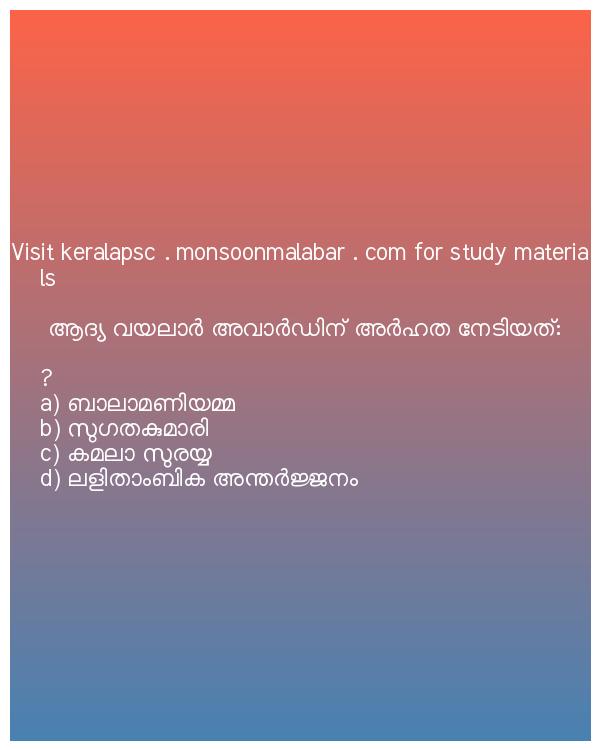 Visit keralapsc . monsoonmalabar . com for study materia
ls
ആദ്യ വയലാർ അവാർഡിന് അർഹത നേടിയത്:
?
a) ബാലാമണിയമ്മ
b) സുഗതകുമാരി
c) കമലാ സുരയ്യ
d) ലളിതാംബിക അന്തർജ്ജനം